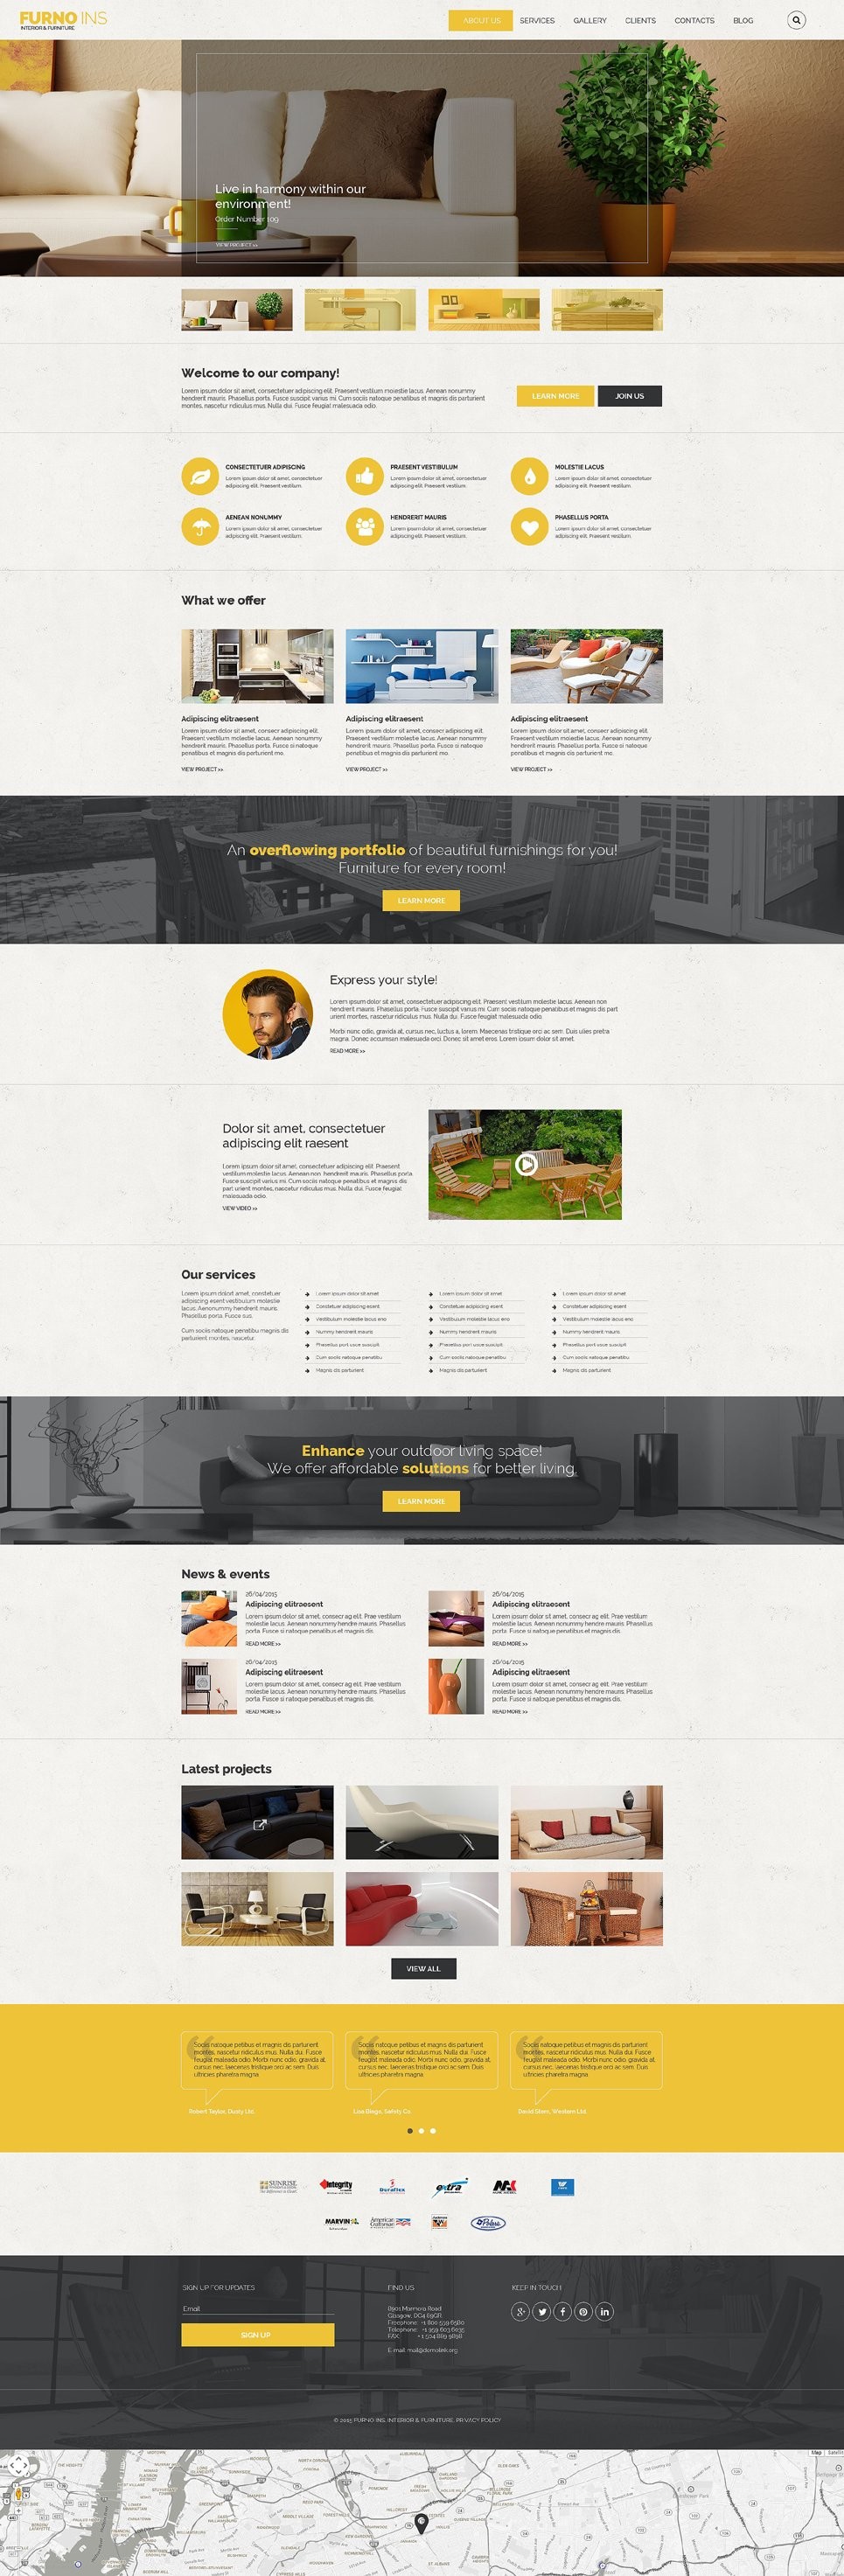 FURNO INS
INTERIOR & FURNITURE
ABOUT US SERVICES GALLERY CLIENTS CONTACTS BLOG
Live in harmony within our
environment!
Order Number 109
VIEW PROJECT >>
Welcome to our company!
Lorem ipsum dolor sit amet, consectetuer adipiscing elit. Praesent vestibulum molestie lacus. Aenean nonummy
hendrerit mauris. Phasellus porta. Fusce suscipit varius mi. Cum sociis natoque penatibus et magnis dis parturient
montes, nascetur ridiculus mus. Nulla dui. Fusce feugiat malesuada odio.
LEARN MORE JOIN US
CONSECTETUER ADIPISCING
Lorem ipsum dolor sit amet, consectetuer
adipiscing elit. Praesent vestibulum.
PRAESENT VESTIBULUM
Lorem ipsum dolor sit amet, consectetuer
adipiscing elit. Praesent vestibulum.
MOLESTIE LACUS
Lorem ipsum dolor sit amet, consectetuer
adipiscing elit. Praesent vestibulum.
AENEAN NONUMMY
Lorem ipsum dolor sit amet, consectetuer
adipiscing elit. Praesent vestibulum.
HENDRERIT MAURIS
Lorem ipsum dolor sit amet, consectetuer
adipiscing elit. Praesent vestibulum.
PHASELLUS PORTA
Lorem ipsum dolor sit amet, consectetuer
adipiscing elit. Praesent vestibulum.
What we offer
Adipiscing elitraesent
Lorem ipsum dolor sit amet, consecr adipiscing elit.
Praesent vestibulum molestie lacus. Aenean nonummy
hendrerit mauris. Phasellus porta. Fusce si natoque
penatibus et magnis dis parturient mo.
VIEW PROJECT >>
Adipiscing elitraesent
Lorem ipsum dolor sit amet, consecr adipiscing elit.
Praesent vestibulum molestie lacus. Aenean nonummy
hendrerit mauris. Phasellus porta. Fusce si natoque
penatibus et magnis dis parturient mo.
VIEW PROJECT >>
Adipiscing elitraesent
Lorem ipsum dolor sit amet, consecr adipiscing elit.
Praesent vestibulum molestie lacus. Aenean nonummy
hendrerit mauris. Phasellus porta. Fusce si natoque
penatibus et magnis dis parturient mo.
VIEW PROJECT >>
An overflowing portfolio of beautiful furnishings for you!
Furniture for every room!
LEARN MORE
Express your style!
Lorem ipsum dolor sit amet, consectetuer adipiscing elit. Praesent vestibulum molestie lacus. Aenean non
hendrerit mauris. Phasellus porta. Fusce suscipit varius mi. Cum sociis natoque penatibus et magnis dis part
urient montes, nascetur ridiculus mus. Nulla dui. Fusce feugiat malesuada odio.
Morbi nunc odio, gravida at, cursus nec, luctus a, lorem. Maecenas tristique orci ac sem. Duis ulies pretra
magna. Donec accumsan malesuada orci. Donec sit amet eros. Lorem ipsum dolor sit amet.
READ MORE >>
Dolor sit amet, consectetuer
adipiscing elit raesent
Lorem ipsum dolor sit amet, consectetuer adipiscing elit. Praesent
vestibulum molestie lacus. Aenean non hendrerit mauris. Phasellus porta.
Fusce suscipit varius mi. Cum sociis natoque penatibus et magnis dis
part urient montes, nascetur ridiculus mus. Nulla dui. Fusce feugiat
malesuada odio.
VIEW VIDEO >>
Our services
Lorem ipsum dolort amet, constetuer
adipiscing elit vestibulum molestie
lacus. Aenonummy hendrerit mauris.
Phasellus porta. Fusce sus.
Cum sociis natoque penatibu magnis dis
parturient montes, nascetur.
Lorem ipsum dolor sit amet
Constetuer adipiscing esent
Vestibulum molestie lacus eno
Nummy hendrerit mauris
Phasellus port usce suscipit
Cum sociis natoque penatibu
Magnis dis parturient
Lorem ipsum dolor sit amet
Constetuer adipiscing esent
Vestibulum molestie lacus eno
Nummy hendrerit mauris
Phasellus port usce suscipit
Cum sociis natoque penatibu
Magnis dis parturient
Lorem ipsum dolor sit amet
Constetuer adipiscing esent
Vestibulum molestie lacus eno
Nummy hendrerit mauris
Phasellus port usce suscipit
Cum sociis natoque penatibu
Magnis dis parturient
Enhance your outdoor living space!
We offer affordable solutions for better living.
LEARN MORE
News & events
26/04/2015
Adipiscing elitraesent
Lorem ipsum dolor sit amet, consecr ag elit. Prae vestibum
molestie lacus. Aenean nonummy hendre mauris. Phasellus
porta. Fusce si natoque penatibus et magnis dis.
READ MORE >>
26/04/2015
Adipiscing elitraesent
Lorem ipsum dolor sit amet, consecr ag elit. Prae vestibum
molestie lacus. Aenean nonummy hendre mauris. Phasellus
porta. Fusce si natoque penatibus et magnis dis.
READ MORE >>
26/04/2015
Adipiscing elitraesent
Lorem ipsum dolor sit amet, consecr ag elit. Prae vestibum
molestie lacus. Aenean nonummy hendre mauris. Phasellus
porta. Fusce si natoque penatibus et magnis dis.
READ MORE >>
26/04/2015
Adipiscing elitraesent
Lorem ipsum dolor sit amet, consecr ag elit. Prae vestibum
molestie lacus. Aenean nonummy hendre mauris. Phasellus
porta. Fusce si natoque penatibus et magnis dis.
READ MORE >>
Latest projects
VIEW ALL
Sociis natoque petibus et magnis dis parturient
montes, nascetur ridiculus mus. Nulla dui. Fusce
feugiat maleada odio. Morbi nunc odio, gravida at,
cursus nec, laecenas tristique orci ac sem. Duis
ultricies pharetra magna
Robert Taylor, Dusty Ltd.
Sociis natoque petibus et magnis dis parturient
montes, nascetur ridiculus mus. Nulla dui. Fusce
feugiat maleada odio. Morbi nunc odio, gravida at,
cursus nec, laecenas tristique orci ac sem. Duis
ultricies pharetra magna
Lisa Diego, Safety Co.
Sociis natoque petibus et magnis dis parturient
montes, nascetur ridiculus mus. Nulla dui. Fusce
feugiat maleada odio. Morbi nunc odio, gravida at,
cursus nec, laecenas tristique orci ac sem. Duis
ultricies pharetra magna
David Stern, Western Ltd.
SUNRISE Integrity Duraflex extra
MARVIN American Craftsman Pelara
SIGN UP FOR UPDATES
Email
SIGN UP
FIND US
8901 Marmora Road
Glasgow, DO4 89GR.
Freephone: +1 800 559 6580
Telephone: +1 959 603 6035
FAX: +1 504 889 9898
E-mail: mail@demolink.org
KEEP IN TOUCH
© 2015 FURNO INS. INTERIOR & FURNITURE. PRIVACY POLICY
Map Satellite